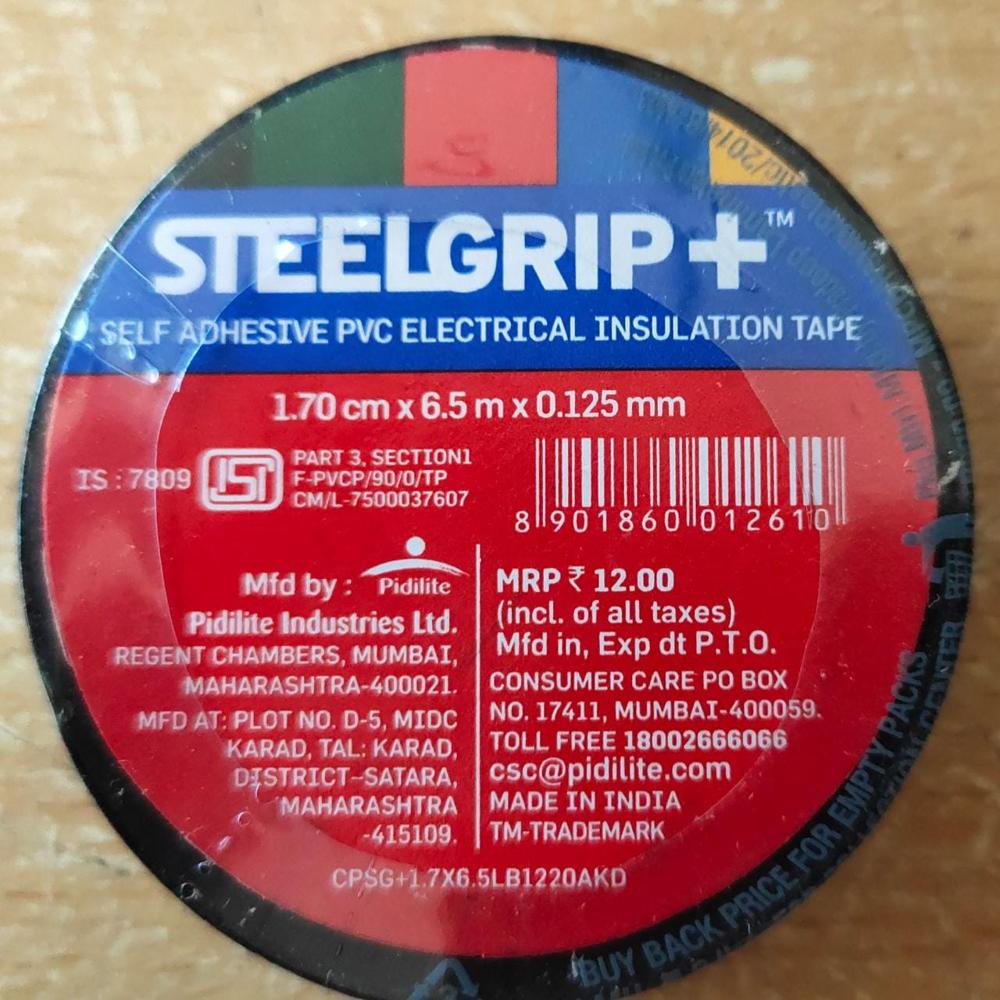 STEELGRIP+™
SELF ADHESIVE PVC ELECTRICAL INSULATION TAPE
1.70 cm x 6.5 m x 0.125 mm
IS : 7809
ISI
PART 3, SECTION1
F-PVCP/90/0/TP
CM/L-7500037607
8 901860 012610
Mfd by :
Pidilite
Pidilite Industries Ltd.
REGENT CHAMBERS, MUMBAI,
MAHARASHTRA-400021.
MFD AT: PLOT NO. D-5, MIDC
KARAD, TAL: KARAD,
DISTRICT-SATARA,
MAHARASHTRA
-415109.
MRP ₹ 12.00
(incl. of all taxes)
Mfd in, Exp dt P.T.O.
CONSUMER CARE PO BOX
NO. 17411, MUMBAI-400059.
TOLL FREE 18002666066
csc@pidilite.com
MADE IN INDIA
TM-TRADEMARK
CPSG+1.7X6.5LB1220AKD
BUY BACK PRICE FOR EMPTY PACKS